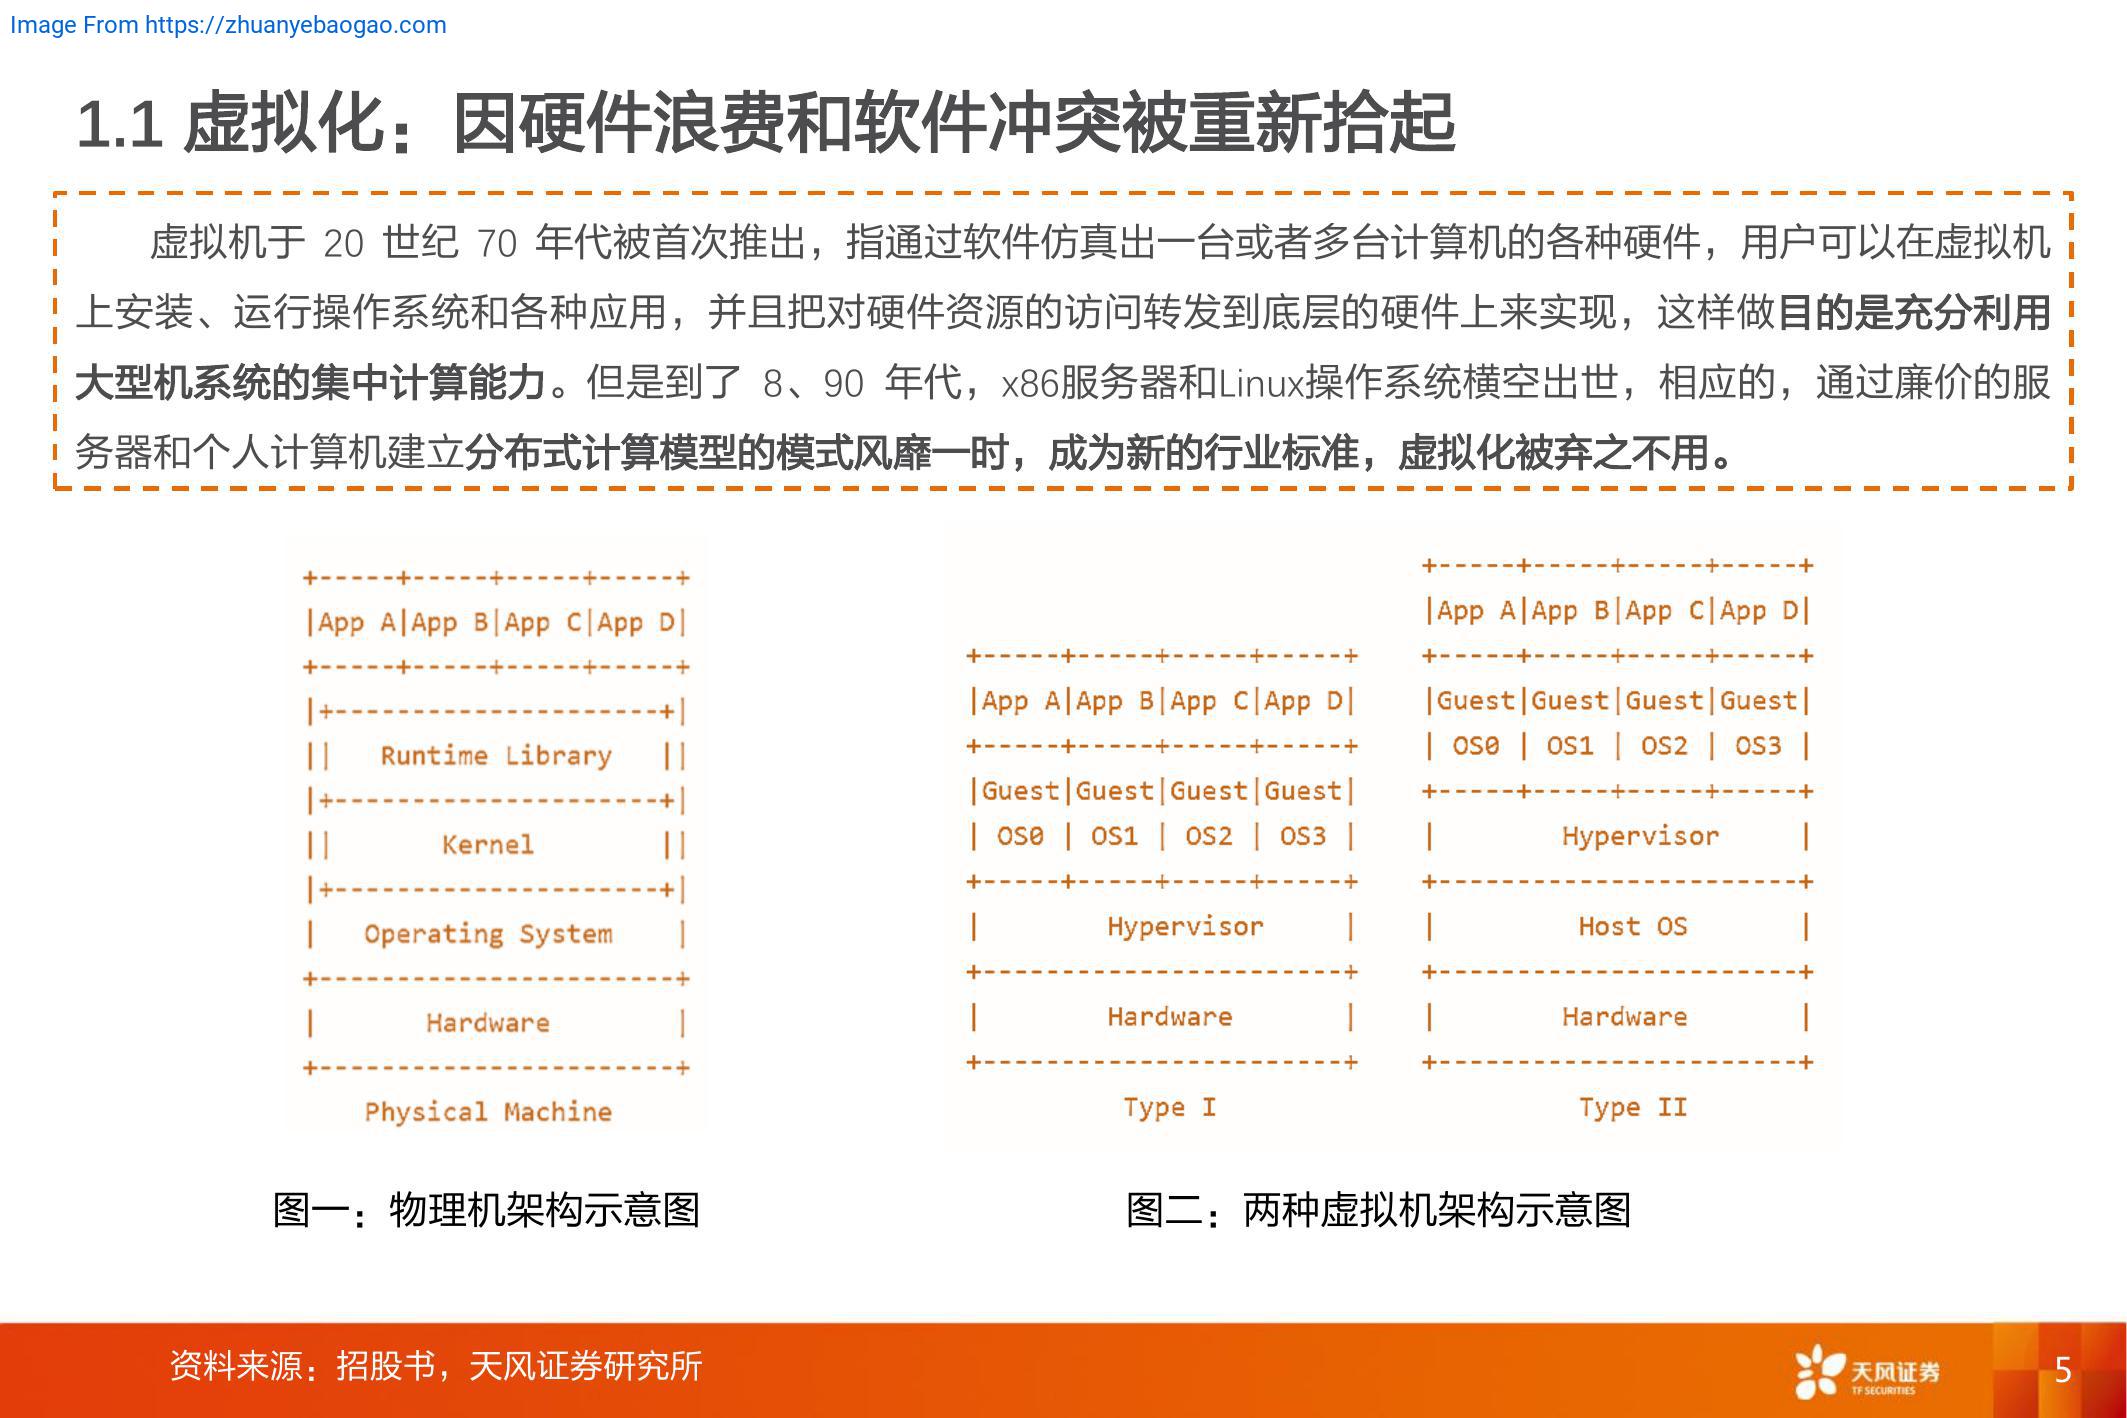 Image From https://zhuanyebaogao.com
1.1 虚拟化：因硬件浪费和软件冲突被重新拾起
虚拟机于 20 世纪 70 年代被首次推出，指通过软件仿真出一台或者多台计算机的各种硬件，用户可以在虚拟机
上安装、运行操作系统和各种应用，并且把对硬件资源的访问转发到底层的硬件上来实现，这样做目的是充分利用
大型机系统的集中计算能力。但是到了 8、90 年代，x86服务器和Linux操作系统横空出世，相应的，通过廉价的服
务器和个人计算机建立分布式计算模型的模式风靡一时，成为新的行业标准，虚拟化被弃之不用。
+-----+-----+-----+-----+
|App A|App B|App C|App D|
+-----+-----+-----+-----+
|+---------------------+|
||   Runtime Library   ||
|+---------------------+|
||       Kernel        ||
|+---------------------+|
|   Operating System    |
+-----------------------+
|       Hardware        |
+-----------------------+
Physical Machine
+-----+-----+-----+-----+
|App A|App B|App C|App D|
+-----+-----+-----+-----+
|Guest|Guest|Guest|Guest|
| OS0 | OS1 | OS2 | OS3 |
+-----+-----+-----+-----+
|        Hypervisor     |
+-----------------------+
|        Hardware       |
+-----------------------+
Type I
+-----+-----+-----+-----+
|App A|App B|App C|App D|
+-----+-----+-----+-----+
|Guest|Guest|Guest|Guest|
| OS0 | OS1 | OS2 | OS3 |
+-----+-----+-----+-----+
|        Hypervisor     |
+-----------------------+
|         Host OS       |
+-----------------------+
|        Hardware       |
+-----------------------+
Type II
图一：物理机架构示意图
图二：两种虚拟机架构示意图
资料来源：招股书，天风证券研究所
天风证券
TF SECURITIES
5